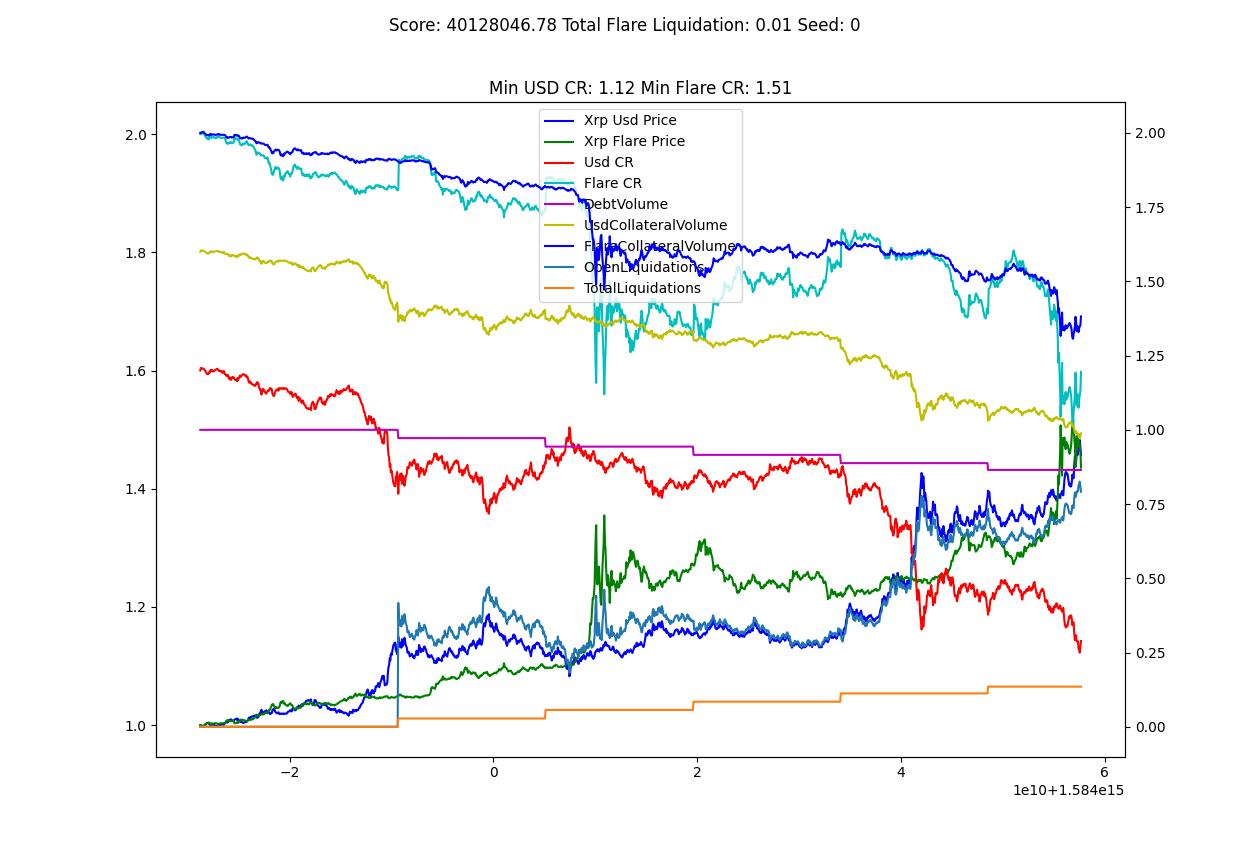 Score: 40128046.78 Total Flare Liquidation: 0.01 Seed: 0
Min USD CR: 1.12 Min Flare CR: 1.51
2.0
1.8
1.6
1.4
1.2
1.0
Xrp Usd Price
Xrp Flare Price
Usd CR
Flare CR
DebtVolume
UsdCollateralVolume
FlareCollateralVolume
OpenLiquidations
TotalLiquidations
2.00
1.75
1.50
1.25
1.00
0.75
0.50
0.25
0.00
−2 0 2 4 6
1e10+1.584e15